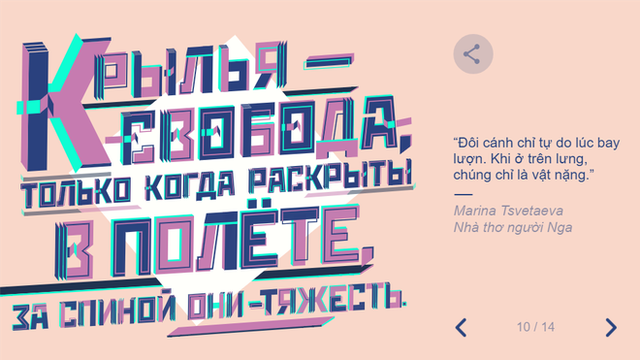 Крылья —
свобода,
только когда раскрыты
в полёте,
за спиной они – тяжесть.
“Đôi cánh chỉ tự do lúc bay
lượn. Khi ở trên lưng,
chúng chỉ là vật nặng.”
Marina Tsvetaeva
Nhà thơ người Nga
10 / 14